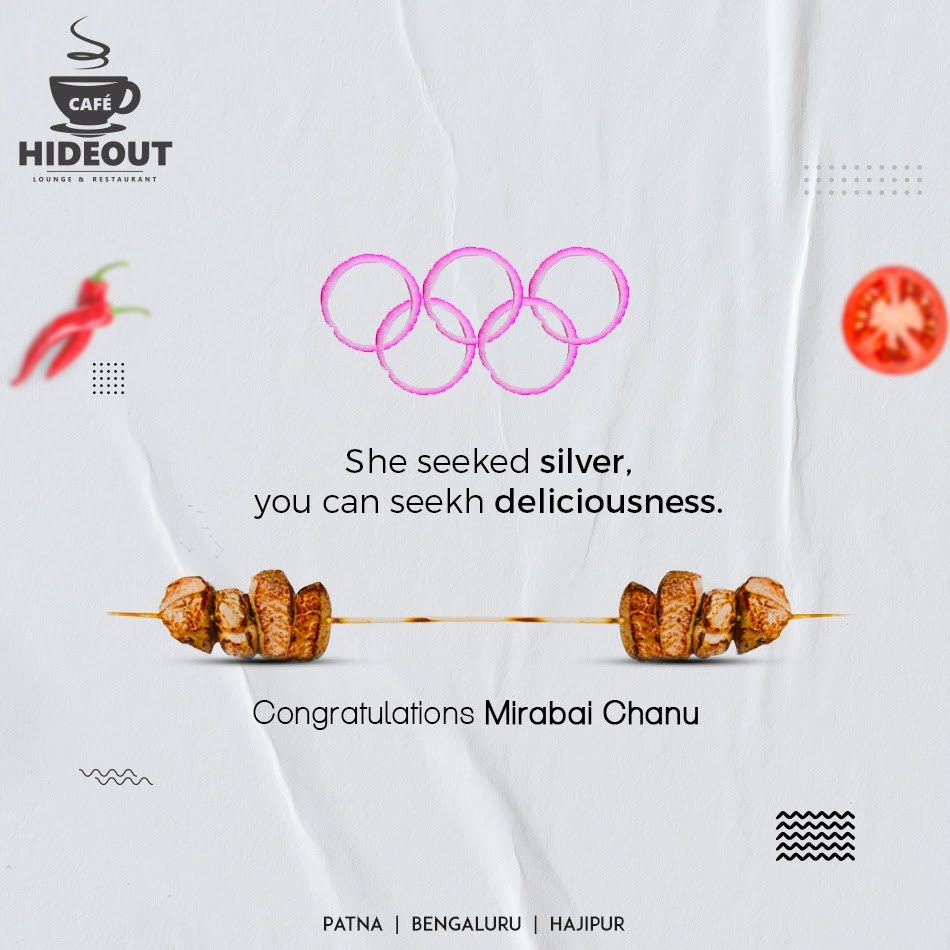 CAFÉ
HIDEOUT
LOUNGE & RESTAURANT
She seeked silver,
you can seekh deliciousness.
Congratulations Mirabai Chanu
PATNA | BENGALURU | HAJIPUR